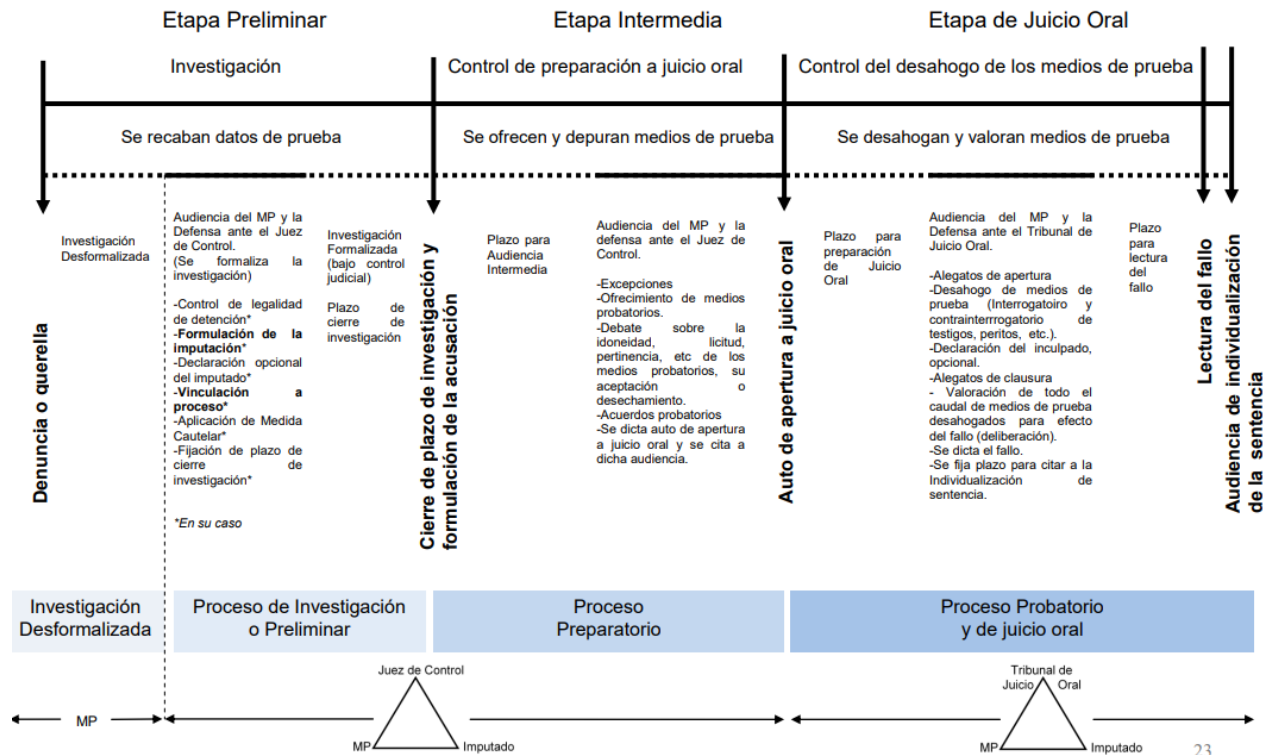 Etapa Preliminar
Etapa Intermedia
Etapa de Juicio Oral
Investigación
Control de preparación a juicio oral
Control del desahogo de los medios de prueba
Se recaban datos de prueba
Se ofrecen y depuran medios de prueba
Se desahogan y valoran medios de prueba
Denuncia o querella
Investigación
Desformalizada
Audiencia del MP y la
Defensa ante el Juez
de Control.
(Se formaliza la
investigación)
-Control de legalidad
de detención*
-Formulación de la
imputación*
-Declaración opcional
del imputado*
-Vinculación a
proceso*
-Aplicación de Medida
Cautelar*
-Fijación de plazo de
cierre de
investigación*
*En su caso
Investigación
Formalizada
(bajo control
judicial)
Plazo de
cierre de
investigación
Cierre de plazo de investigación y
formulación de la acusación
Plazo para
Audiencia
Intermedia
Audiencia del MP y la
defensa ante el Juez de
Control.
-Excepciones
-Ofrecimiento de medios
probatorios.
-Debate sobre la
idoneidad, licitud,
pertinencia, etc de los
medios probatorios, su
aceptación o
desechamiento.
-Acuerdos probatorios
-Se dicta auto de apertura
a juicio oral y se cita a
dicha audiencia.
Auto de apertura a juicio oral
Plazo para
preparación
de Juicio
Oral
Audiencia del MP y la
Defensa ante el Tribunal de
Juicio Oral.
-Alegatos de apertura
-Desahogo de medios de
prueba (Interrogatoiro y
contrainterrrogatorio de
testigos, peritos, etc.).
-Declaración del inculpado,
opcional.
-Alegatos de clausura
- Valoración de todo el
caudal de medios de prueba
desahogados para efecto
del fallo (deliberación).
-Se dicta el fallo.
-Se fija plazo para citar a la
Individualización de
sentencia.
Plazo
para
lectura
del
fallo
Lectura del fallo
Audiencia de individualización
de la sentencia
Investigación
Desformalizada
Proceso de Investigación
o Preliminar
Proceso
Preparatorio
Proceso Probatorio
y de juicio oral
MP
Juez de Control
MP
Imputado
Tribunal de
Juicio Oral
MP
Imputado
23